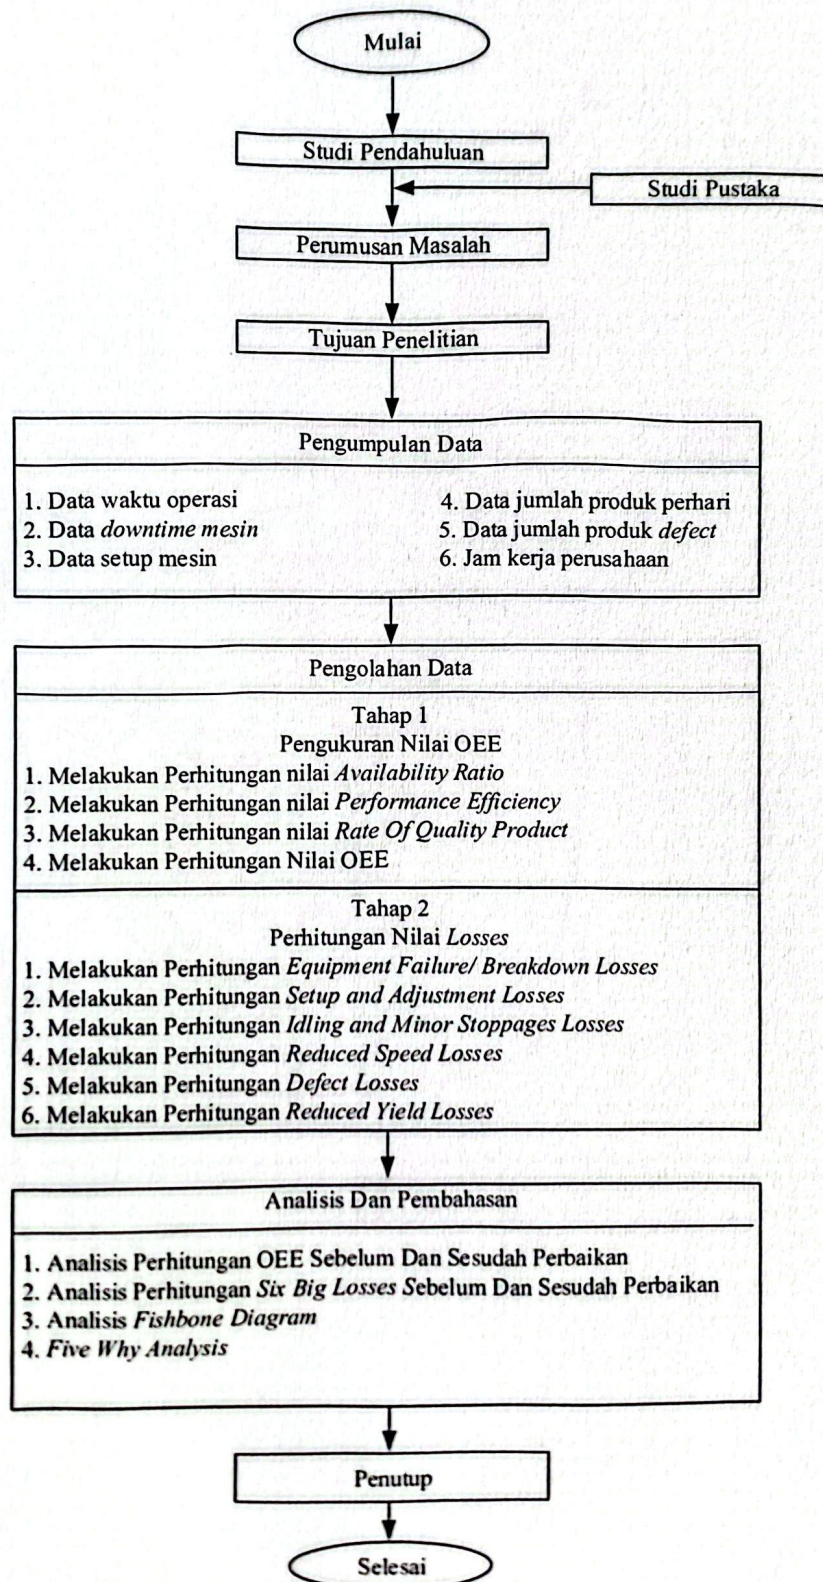 Mulai
Studi Pendahuluan
Studi Pustaka
Perumusan Masalah
Tujuan Penelitian
Pengumpulan Data
1. Data waktu operasi
2. Data downtime mesin
3. Data setup mesin
4. Data jumlah produk perhari
5. Data jumlah produk defect
6. Jam kerja perusahaan
Pengolahan Data
Tahap 1
Pengukuran Nilai OEE
1. Melakukan Perhitungan nilai Availability Ratio
2. Melakukan Perhitungan nilai Performance Efficiency
3. Melakukan Perhitungan nilai Rate Of Quality Product
4. Melakukan Perhitungan Nilai OEE
Tahap 2
Perhitungan Nilai Losses
1. Melakukan Perhitungan Equipment Failure/ Breakdown Losses
2. Melakukan Perhitungan Setup and Adjustment Losses
3. Melakukan Perhitungan Idling and Minor Stoppages Losses
4. Melakukan Perhitungan Reduced Speed Losses
5. Melakukan Perhitungan Defect Losses
6. Melakukan Perhitungan Reduced Yield Losses
Analisis Dan Pembahasan
1. Analisis Perhitungan OEE Sebelum Dan Sesudah Perbaikan
2. Analisis Perhitungan Six Big Losses Sebelum Dan Sesudah Perbaikan
3. Analisis Fishbone Diagram
4. Five Why Analysis
Penutup
Selesai